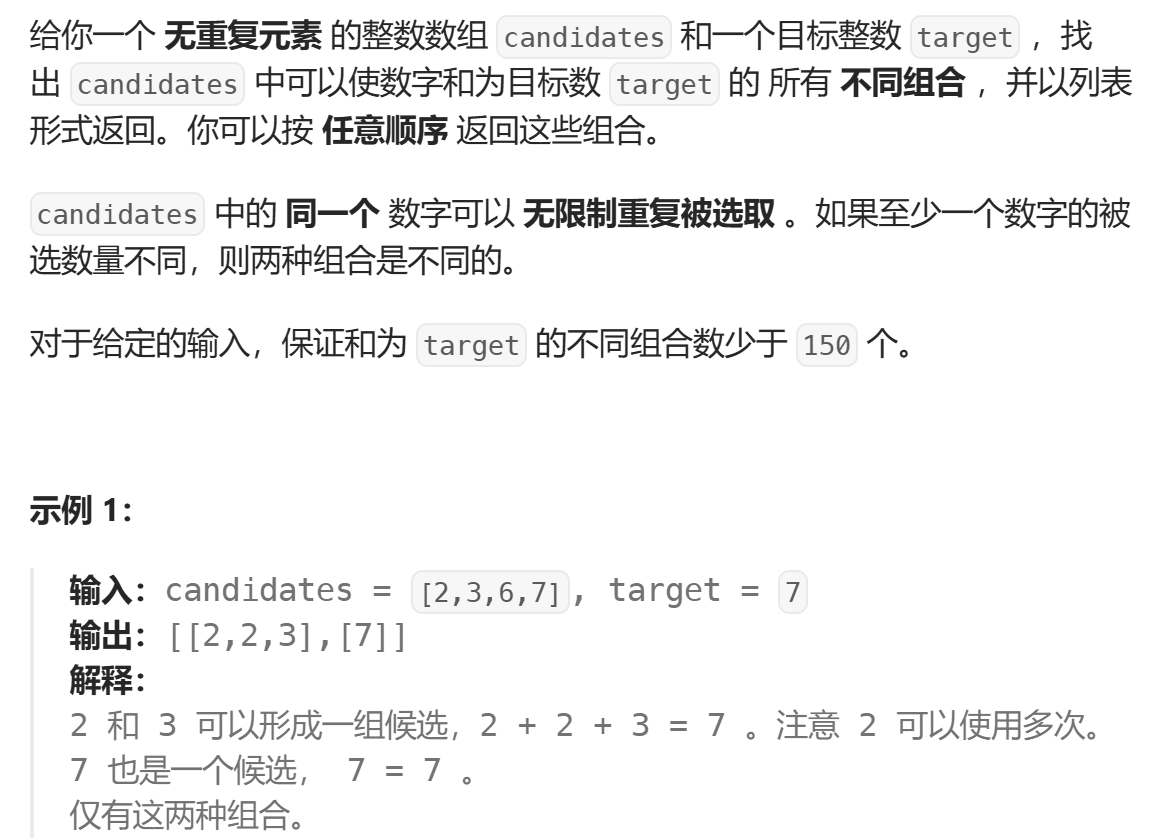 给你一个 无重复元素 的整数数组 candidates 和一个目标整数 target ，找
出 candidates 中可以使数字和为目标数 target 的 所有 不同组合 ，并以列表
形式返回。你可以按 任意顺序 返回这些组合。
candidates 中的 同一个 数字可以 无限制重复被选取 。如果至少一个数字的被
选数量不同，则两种组合是不同的。
对于给定的输入，保证和为 target 的不同组合数少于 150 个。
示例 1：
输入：candidates = [2,3,6,7], target = 7
输出：[[2,2,3],[7]]
解释：
2 和 3 可以形成一组候选，2 + 2 + 3 = 7 。注意 2 可以使用多次。
7 也是一个候选， 7 = 7 。
仅有这两种组合。